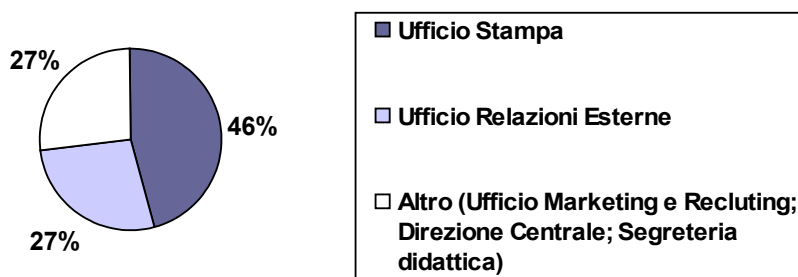 27%
46%
27%
Ufficio Stampa
Ufficio Relazioni Esterne
Altro (Ufficio Marketing e Recluting;
Direzione Centrale; Segreteria
didattica)